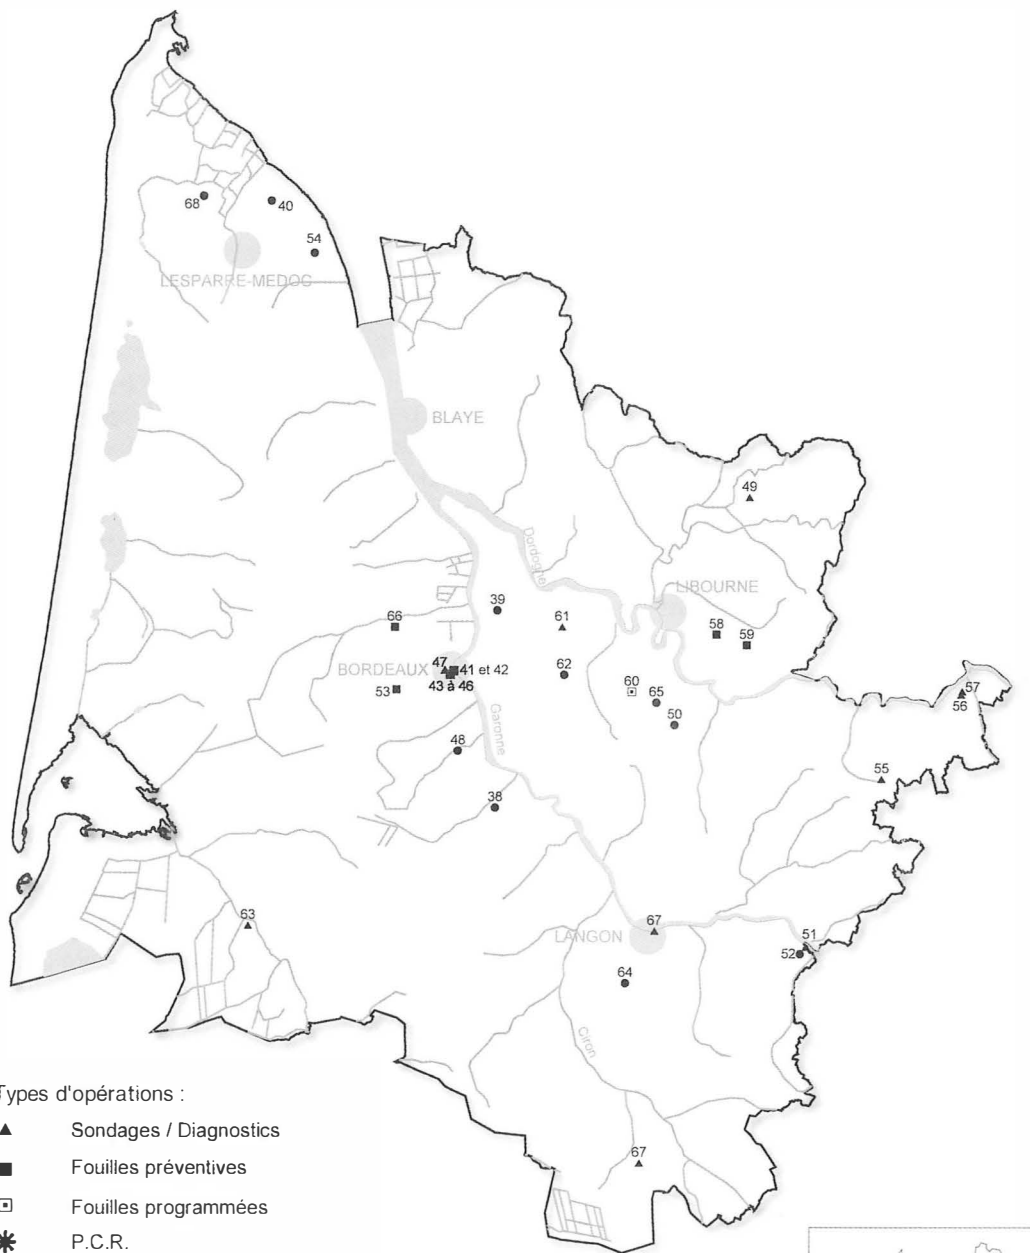 68
40
54
LESPARRE-MEDOC
BLAYE
49
Dordogne
LIBOURNE
39
61
66
58
59
47
BORDEAUX
41 et 42
43 à 46
62
53
60
65
57
56
50
Garonne
48
55
38
63
67
LANGON
51
52
64
Ciron
67
Types d'opérations :
Sondages / Diagnostics
Fouilles préventives
Fouilles programmées
P.C.R.